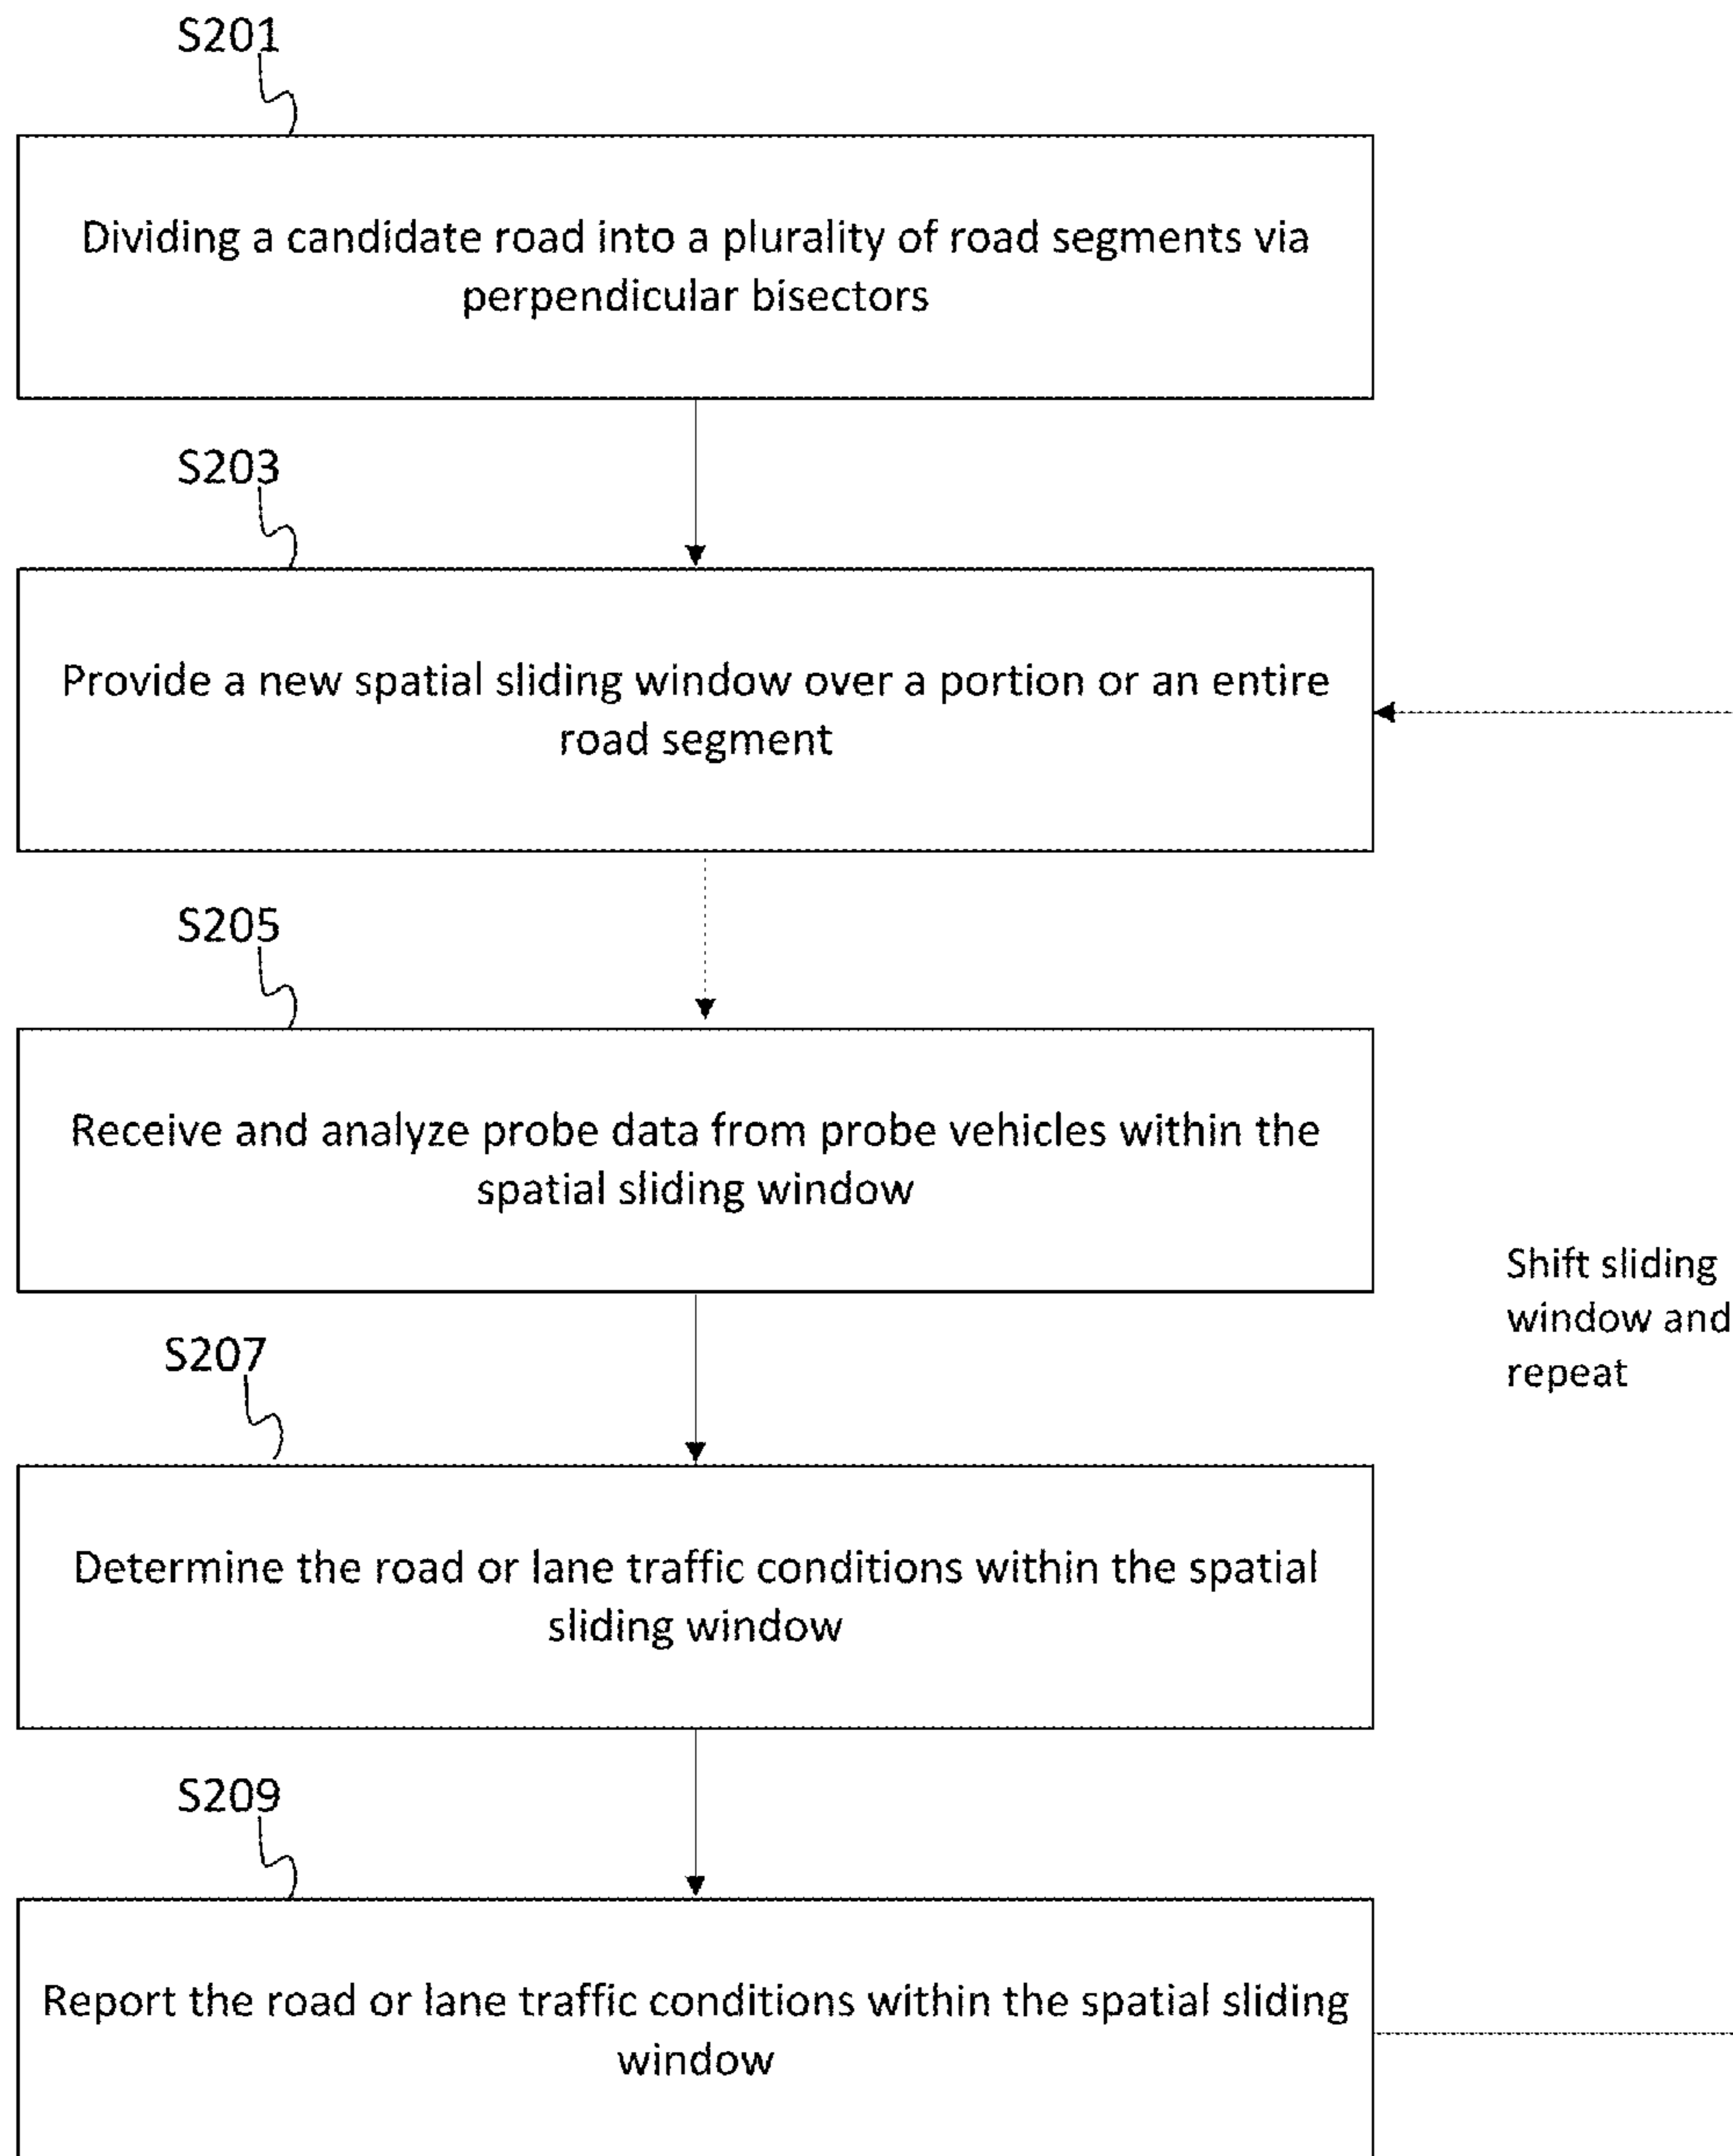 S201
Dividing a candidate road into a plurality of road segments via
perpendicular bisectors
S203
Provide a new spatial sliding window over a portion or an entire
road segment
S205
Receive and analyze probe data from probe vehicles within the
spatial sliding window
Shift sliding
window and
repeat
S207
Determine the road or lane traffic conditions within the spatial
sliding window
S209
Report the road or lane traffic conditions within the spatial sliding
window